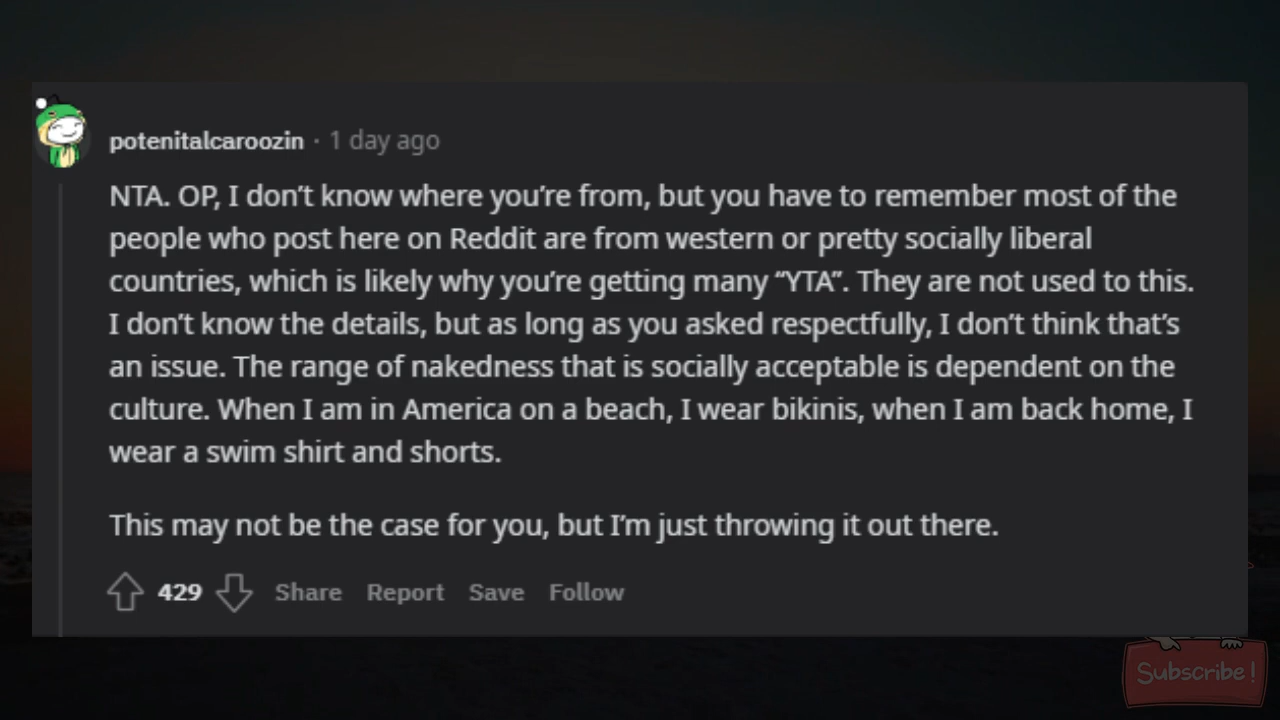 potenitalcaroozin · 1 day ago
NTA. OP, I don’t know where you’re from, but you have to remember most of the
people who post here on Reddit are from western or pretty socially liberal
countries, which is likely why you’re getting many “YTA”. They are not used to this.
I don’t know the details, but as long as you asked respectfully, I don’t think that’s
an issue. The range of nakedness that is socially acceptable is dependent on the
culture. When I am in America on a beach, I wear bikinis, when I am back home, I
wear a swim shirt and shorts.
This may not be the case for you, but I’m just throwing it out there.
429 Share Report Save Follow
Subscribe!